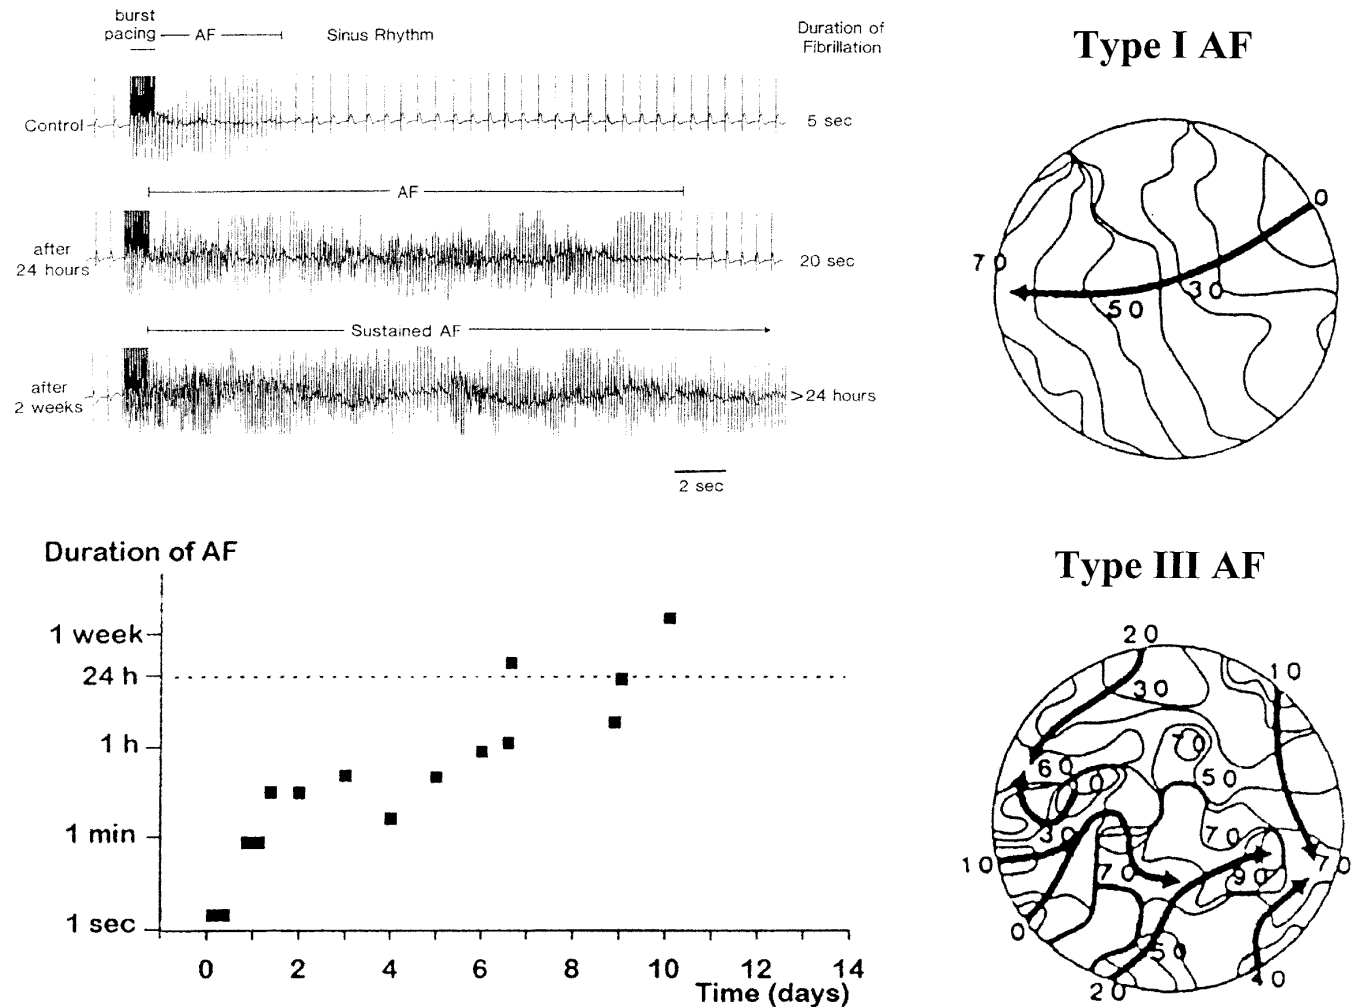 burst
pacing
AF
Sinus Rhythm
Duration of
Fibrillation
Control
5 sec
AF
after
24 hours
20 sec
Sustained AF
after
2 weeks
>24 hours
2 sec
Type I AF
0
70
30
50
Duration of AF
1 week
24 h
1 h
1 min
1 sec
0 2 4 6 8 10 12 14
Time (days)
Type III AF
20
10
30
70
60
50
30
70
10
70
90
70
0
50
20
40